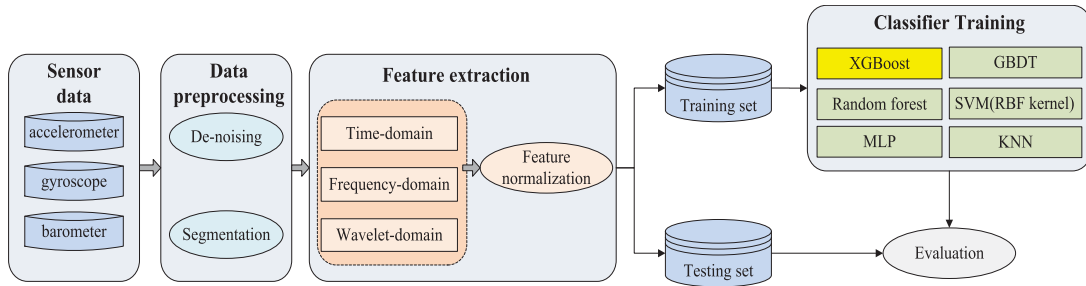 Sensor
data
accelerometer
gyroscope
barometer
Data
preprocessing
De-noising
Segmentation
Feature extraction
Time-domain
Frequency-domain
Wavelet-domain
Feature
normalization
Training set
Testing set
Classifier Training
XGBoost
GBDT
Random forest
SVM(RBF kernel)
MLP
KNN
Evaluation